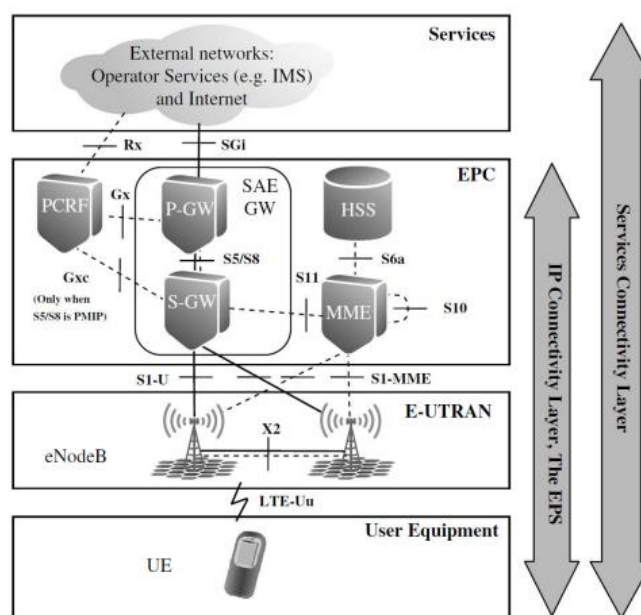 Services
External networks:
Operator Services (e.g. IMS)
and Internet
Rx
SGi
EPC
SAE
GW
PCRF
Gx
P-GW
HSS
S5/S8
S6a
Gxc
(Only when
S5/S8 is PMIP)
S-GW
S11
MME
S10
S1-U
S1-MME
E-UTRAN
X2
eNodeB
LTE-Uu
User Equipment
UE
IP Connectivity Layer, The EPS
Services Connectivity Layer